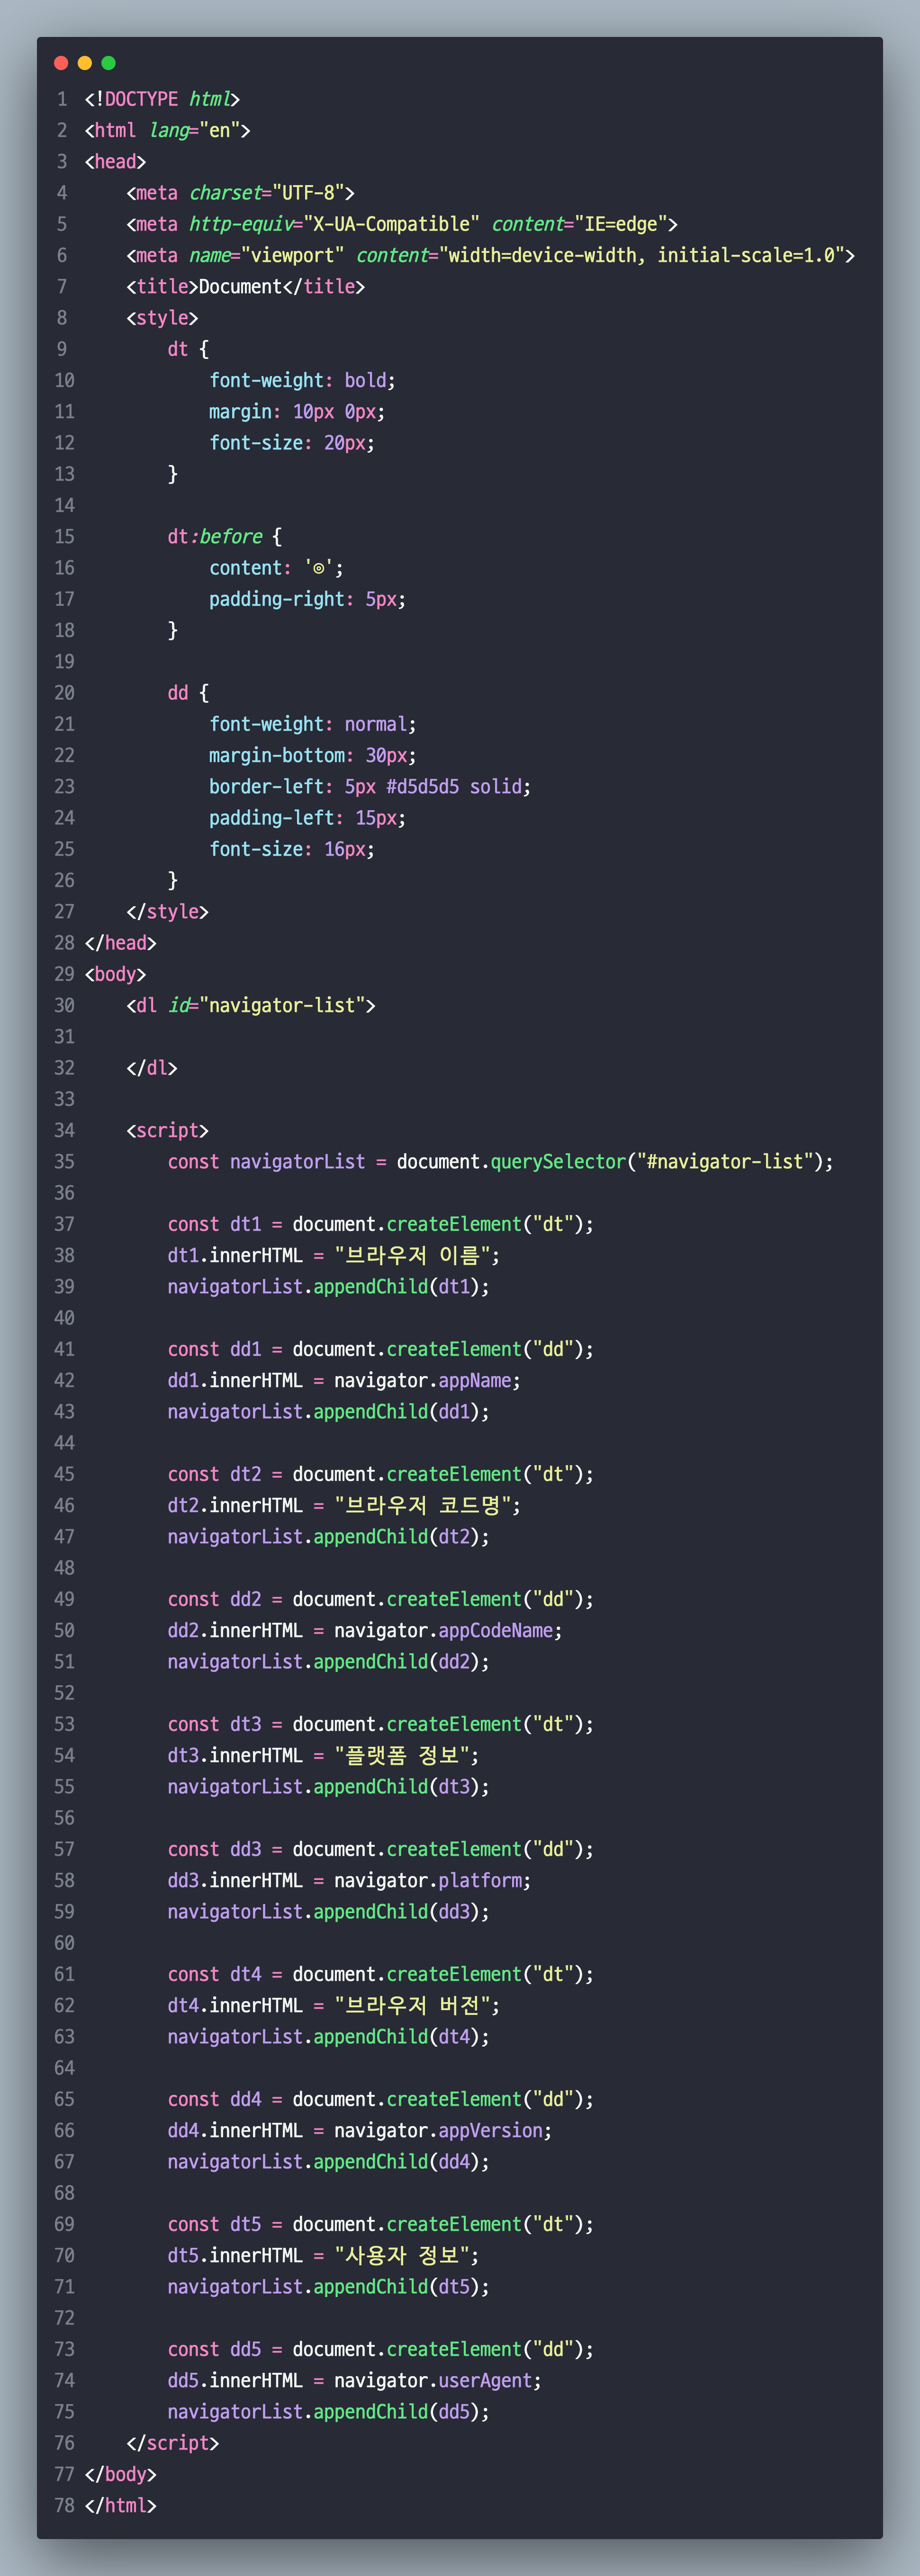 1 <!DOCTYPE html>
2 <html lang="en">
3 <head>
4     <meta charset="UTF-8">
5     <meta http-equiv="X-UA-Compatible" content="IE=edge">
6     <meta name="viewport" content="width=device-width, initial-scale=1.0">
7     <title>Document</title>
8     <style>
9         dt {
10             font-weight: bold;
11             margin: 10px 0px;
12             font-size: 20px;
13         }
14
15         dt:before {
16             content: '◎';
17             padding-right: 5px;
18         }
19
20         dd {
21             font-weight: normal;
22             margin-bottom: 30px;
23             border-left: 5px #d5d5d5 solid;
24             padding-left: 15px;
25             font-size: 16px;
26         }
27     </style>
28 </head>
29 <body>
30     <dl id="navigator-list">
31
32     </dl>
33
34     <script>
35         const navigatorList = document.querySelector("#navigator-list");
36
37         const dt1 = document.createElement("dt");
38         dt1.innerHTML = "브라우저 이름";
39         navigatorList.appendChild(dt1);
40
41         const dd1 = document.createElement("dd");
42         dd1.innerHTML = navigator.appName;
43         navigatorList.appendChild(dd1);
44
45         const dt2 = document.createElement("dt");
46         dt2.innerHTML = "브라우저 코드명";
47         navigatorList.appendChild(dt2);
48
49         const dd2 = document.createElement("dd");
50         dd2.innerHTML = navigator.appCodeName;
51         navigatorList.appendChild(dd2);
52
53         const dt3 = document.createElement("dt");
54         dt3.innerHTML = "플랫폼 정보";
55         navigatorList.appendChild(dt3);
56
57         const dd3 = document.createElement("dd");
58         dd3.innerHTML = navigator.platform;
59         navigatorList.appendChild(dd3);
60
61         const dt4 = document.createElement("dt");
62         dt4.innerHTML = "브라우저 버전";
63         navigatorList.appendChild(dt4);
64
65         const dd4 = document.createElement("dd");
66         dd4.innerHTML = navigator.appVersion;
67         navigatorList.appendChild(dd4);
68
69         const dt5 = document.createElement("dt");
70         dt5.innerHTML = "사용자 정보";
71         navigatorList.appendChild(dt5);
72
73         const dd5 = document.createElement("dd");
74         dd5.innerHTML = navigator.userAgent;
75         navigatorList.appendChild(dd5);
76     </script>
77 </body>
78 </html>